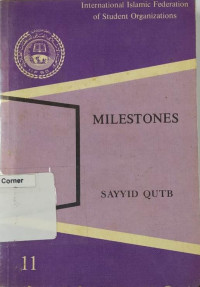 International Islamic Federation
of Student Organizations
MILESTONES
SAYYID QUTB
Corner
11